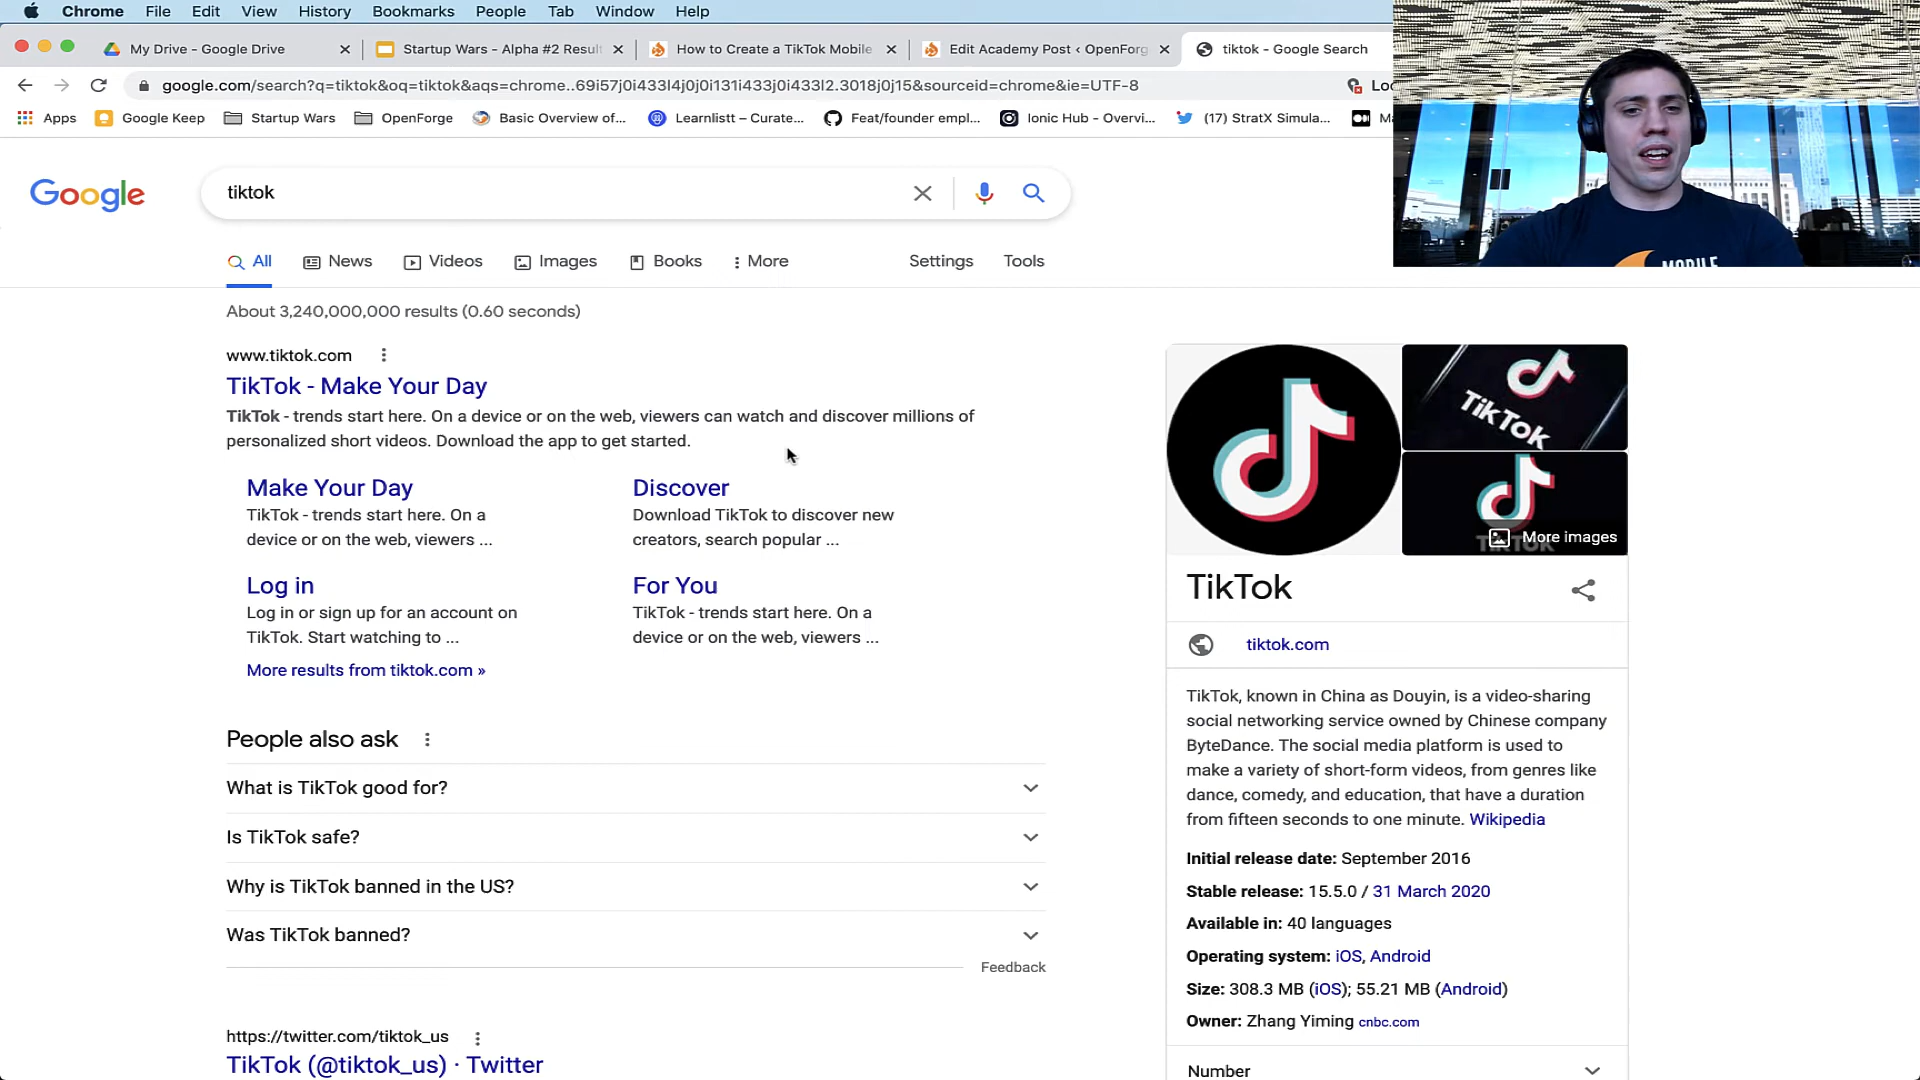 Chrome File Edit View History Bookmarks People Tab Window Help
My Drive - Google Drive
Startup Wars - Alpha #2 Result
How to Create a TikTok Mobile
Edit Academy Post ‹ OpenForg
tiktok - Google Search
google.com/search?q=tiktok&oq=tiktok&aqs=chrome..69i57j0i433l4j0j0i131i433j0i433l2.3018j0j15&sourceid=chrome&ie=UTF-8
Apps Google Keep Startup Wars OpenForge Basic Overview of... Learnlistt – Curate... Feat/founder empl... Ionic Hub - Overvi... (17) StratX Simula...
MOBILE
Google
tiktok
All News Videos Images Books More Settings Tools
About 3,240,000,000 results (0.60 seconds)
www.tiktok.com
TikTok - Make Your Day
TikTok - trends start here. On a device or on the web, viewers can watch and discover millions of
personalized short videos. Download the app to get started.
Make Your Day
TikTok - trends start here. On a
device or on the web, viewers ...
Discover
Download TikTok to discover new
creators, search popular ...
Log in
Log in or sign up for an account on
TikTok. Start watching to ...
For You
TikTok - trends start here. On a
device or on the web, viewers ...
More results from tiktok.com »
People also ask
What is TikTok good for?
Is TikTok safe?
Why is TikTok banned in the US?
Was TikTok banned?
Feedback
https://twitter.com/tiktok_us
TikTok (@tiktok_us) · Twitter
TikTok
TikTok
More images
TikTok
tiktok.com
TikTok, known in China as Douyin, is a video-sharing
social networking service owned by Chinese company
ByteDance. The social media platform is used to
make a variety of short-form videos, from genres like
dance, comedy, and education, that have a duration
from fifteen seconds to one minute. Wikipedia
Initial release date: September 2016
Stable release: 15.5.0 / 31 March 2020
Available in: 40 languages
Operating system: iOS, Android
Size: 308.3 MB (iOS); 55.21 MB (Android)
Owner: Zhang Yiming cnbc.com
Number